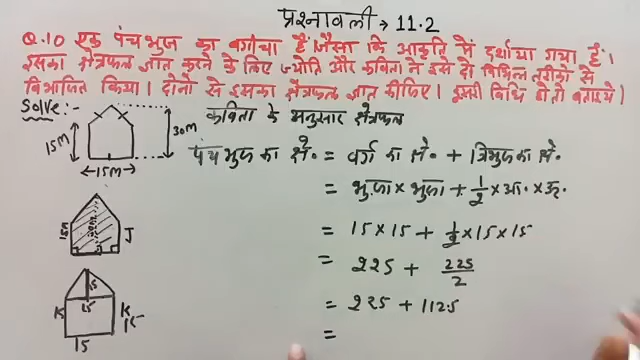 प्रश्नावली → 11.2
Q.10 एक पंचभुज का बगीचा है जैसा कि आकृति में दर्शाया गया है।
इसका क्षेत्रफल ज्ञात करने के लिए ज्योति और कविता ने इसे दो विभिन्न तरीकों से
विभाजित किया। दोनों से इसका क्षेत्रफल ज्ञात कीजिए। दूसरी विधि हो तो बताइये।
Solve:-
कविता के अनुसार क्षेत्रफल
15M
30M
15M
पंचभुज का क्षे० = वर्ग का क्षे० + त्रिभुज का क्षे०
= भुजा × भुजा + 1/2 × आ. × ऊ.
= 15 × 15 + 1/2 × 15 × 15
= 225 + 225/2
= 225 + 112.5
=
15M
J
15
15
15
K
15
15